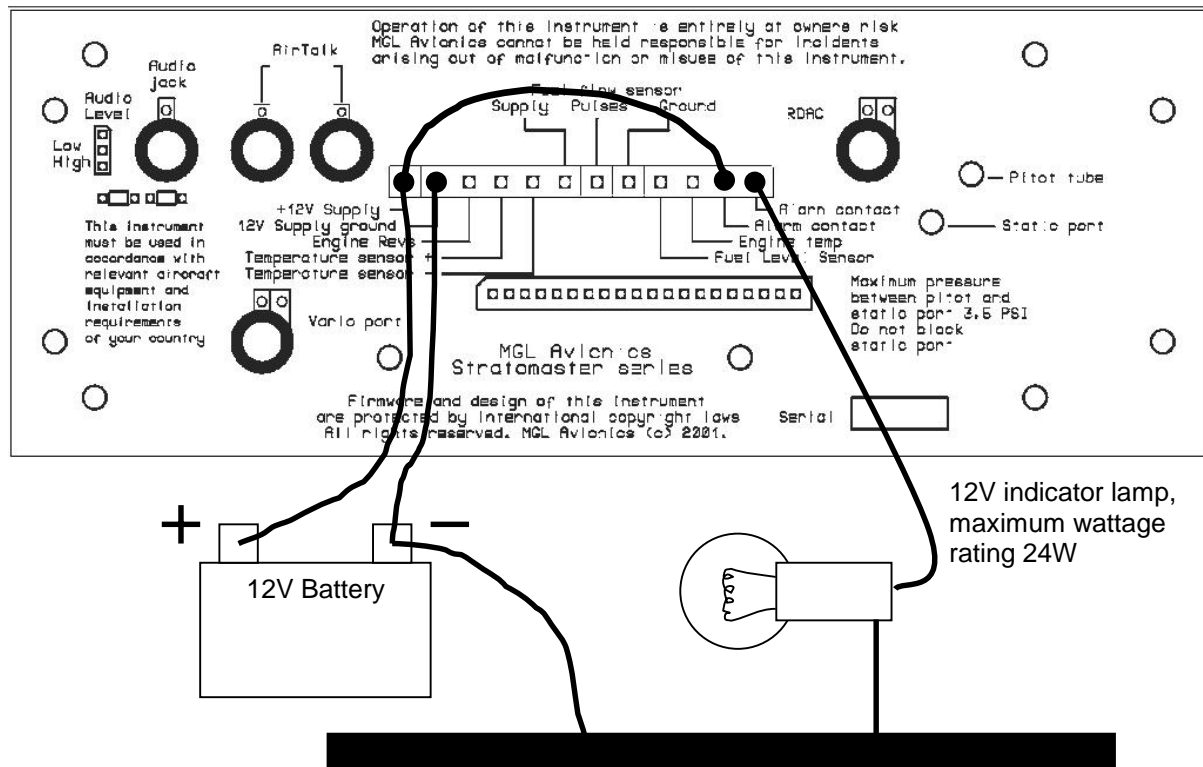 Operation of this instrument is entirely at owners risk
MGL Avionics cannot be held responsible for incidents
arising out of malfunction or misuse of this instrument.
AirTalk
Audio
jack
Audio
Level
Low
High
Fuel flow sensor
Supply Pulses Ground
RDAC
Pitot tube
Static port
+12V Supply
12V Supply ground
Engine Revs
Temperature sensor +
Temperature sensor -
Alarm contact
Alarm contact
Engine temp
Fuel Level Sensor
This instrument
must be used in
accordance with
relevant aircraft
equipment and
installation
requirements
of your country
Vario port
Maximum pressure
between pitot and
static port 3.5 PSI
Do not block
static port
MGL Avionics
Stratomaster series
Firmware and design of this instrument
are protected by international copyright laws
All rights reserved. MGL Avionics (c) 2001.
Serial
12V indicator lamp,
maximum wattage
rating 24W
+ −
12V Battery